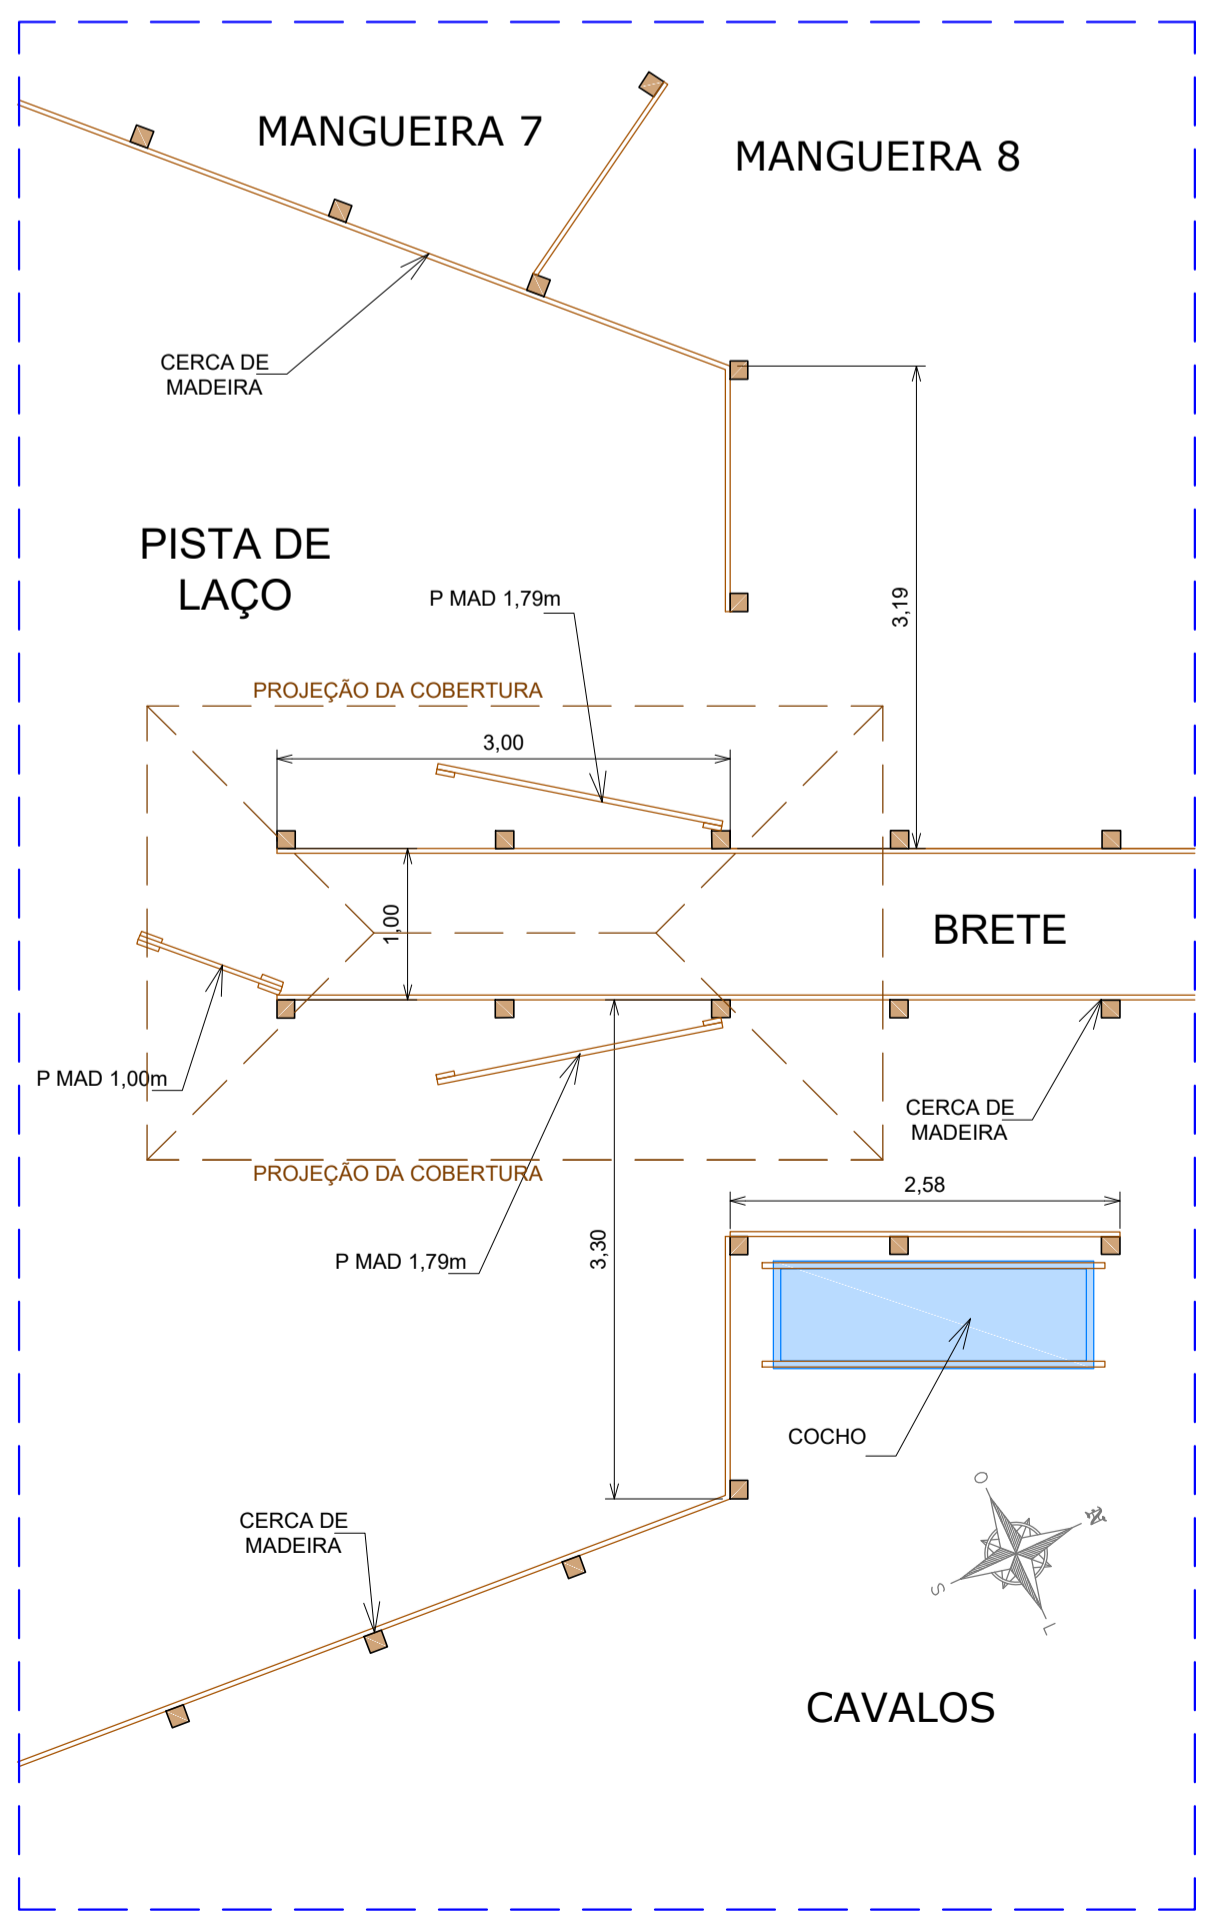 MANGUEIRA 7
MANGUEIRA 8
CERCA DE
MADEIRA
PISTA DE
LAÇO
P MAD 1,79m
3,19
PROJEÇÃO DA COBERTURA
3,00
1,00
BRETE
P MAD 1,00m
CERCA DE
MADEIRA
PROJEÇÃO DA COBERTURA
2,58
3,30
P MAD 1,79m
COCHO
O
N
S
L
CERCA DE
MADEIRA
CAVALOS